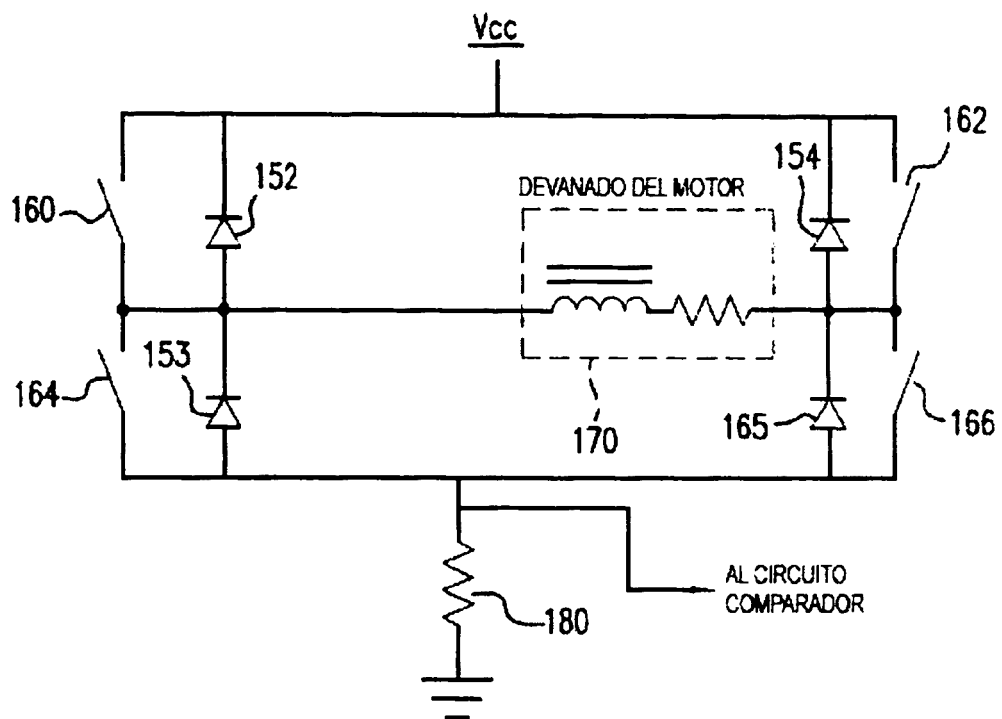 Vcc
162
154
152
160
DEVANADO DEL MOTOR
153
164
170
165
166
AL CIRCUITO
COMPARADOR
180